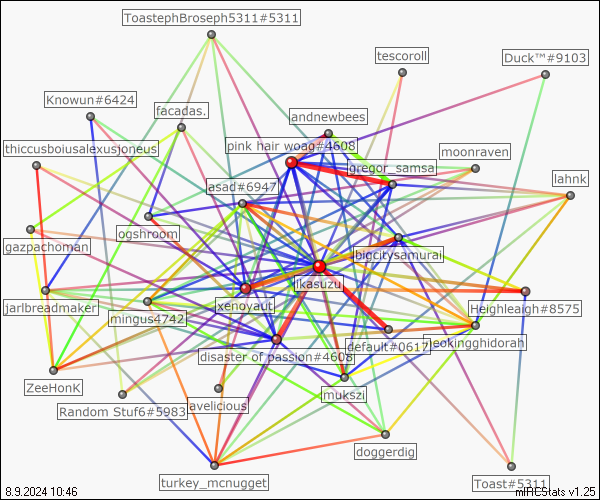 ToastephBroseph5311#5311
tescoroll
Duck™#9103
Knowun#6424
facadas.
andnewbees
thiccusboiusalexusjoneus
pink hair woag#4608
moonraven
gregor_samsa
lahnk
asad#6947
ogshroom
gazpachoman
bigcitysamurai
ikasuzu
jarlbreadmaker
mingus4742
xenoyaut
Heighleaigh#8575
default#0617
leokingghidorah
disaster of passion#4608
ZeeHonK
mukszi
Random Stuf6#5983
avelicious
doggerdig
turkey_mcnugget
Toast#5311
8.9.2024 10:46
mIRCStats v1.25